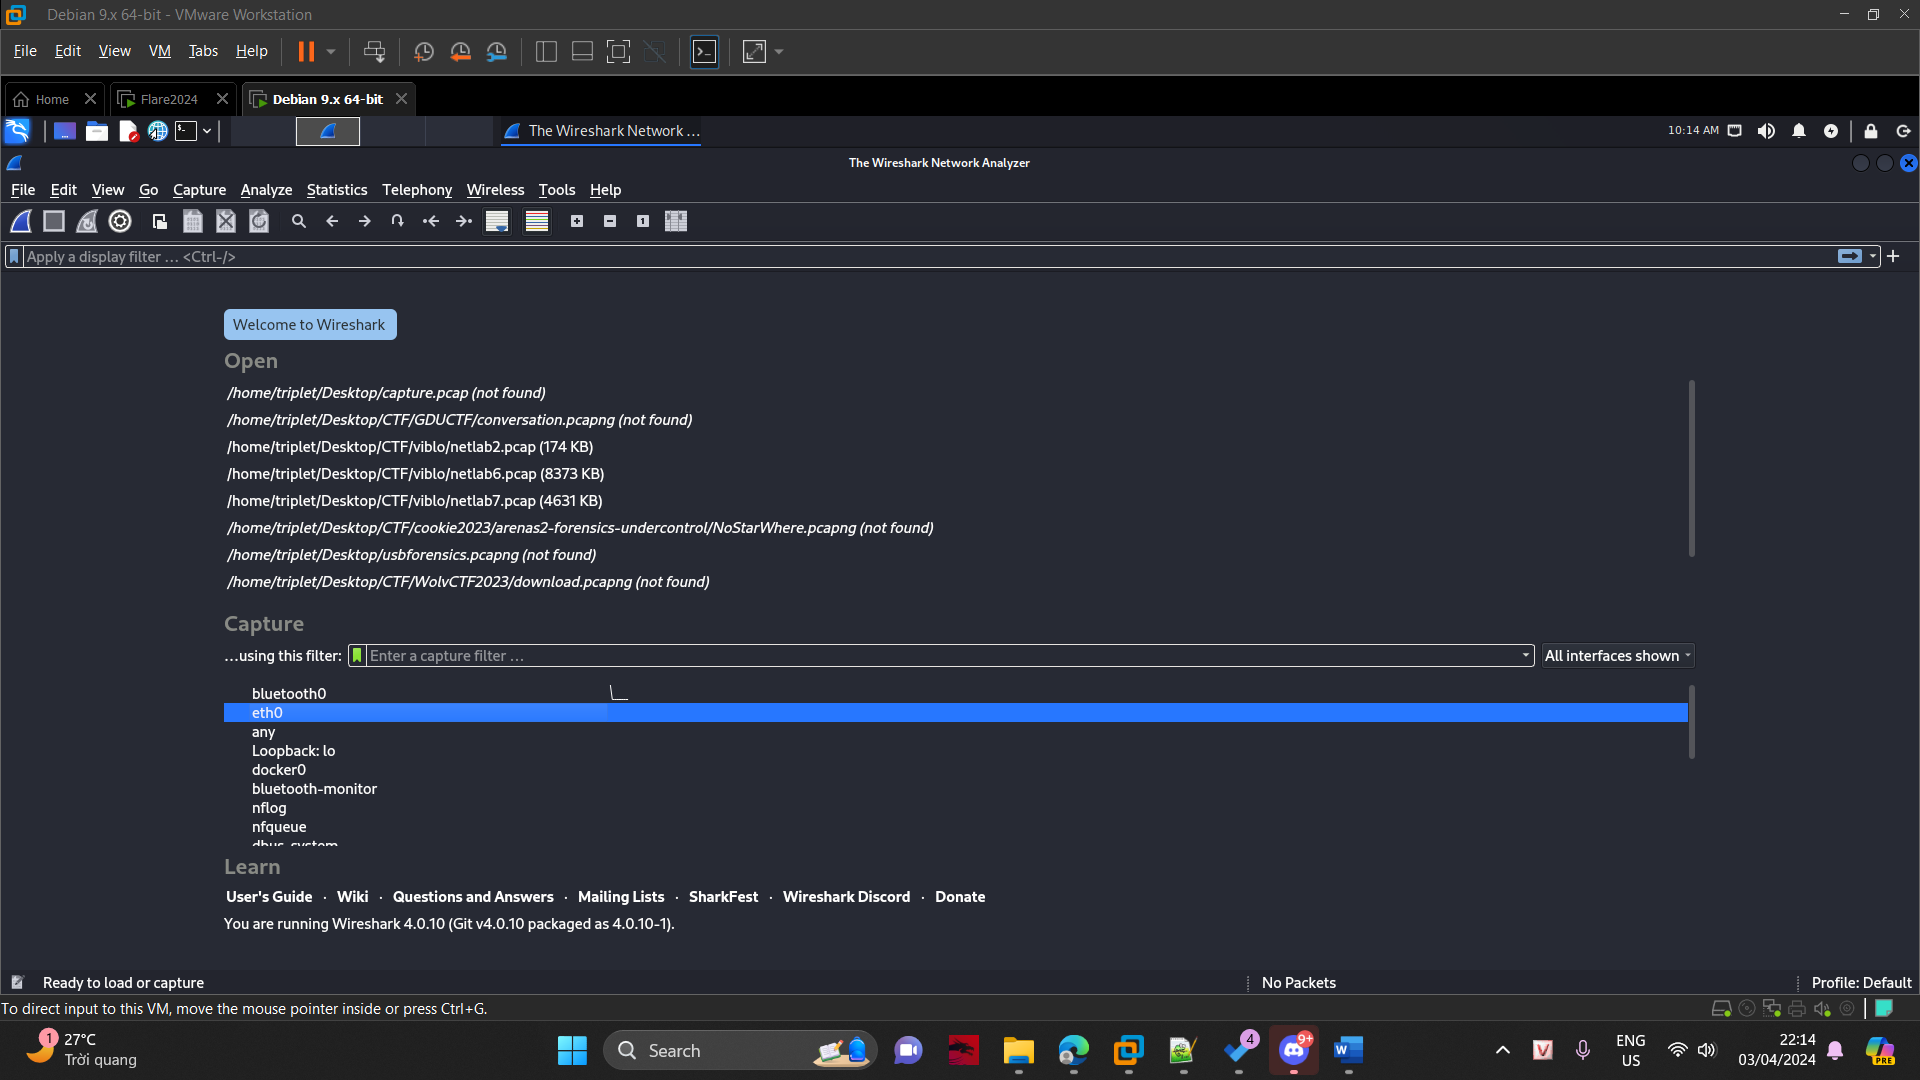 Debian 9.x 64-bit - VMware Workstation
File Edit View VM Tabs Help
Home Flare2024 Debian 9.x 64-bit
The Wireshark Network ... 10:14 AM
The Wireshark Network Analyzer
File Edit View Go Capture Analyze Statistics Telephony Wireless Tools Help
Apply a display filter ... <Ctrl-/>
Welcome to Wireshark
Open
/home/triplet/Desktop/capture.pcap (not found)
/home/triplet/Desktop/CTF/GDUCTF/conversation.pcapng (not found)
/home/triplet/Desktop/CTF/viblo/netlab2.pcap (174 KB)
/home/triplet/Desktop/CTF/viblo/netlab6.pcap (8373 KB)
/home/triplet/Desktop/CTF/viblo/netlab7.pcap (4631 KB)
/home/triplet/Desktop/CTF/cookie2023/arenas2-forensics-undercontrol/NoStarWhere.pcapng (not found)
/home/triplet/Desktop/usbforensics.pcapng (not found)
/home/triplet/Desktop/CTF/WolvCTF2023/download.pcapng (not found)
Capture
...using this filter: Enter a capture filter ... All interfaces shown
bluetooth0
eth0
any
Loopback: lo
docker0
bluetooth-monitor
nflog
nfqueue
dbus-system
Learn
User's Guide · Wiki · Questions and Answers · Mailing Lists · SharkFest · Wireshark Discord · Donate
You are running Wireshark 4.0.10 (Git v4.0.10 packaged as 4.0.10-1).
Ready to load or capture No Packets Profile: Default
To direct input to this VM, move the mouse pointer inside or press Ctrl+G.
1 27°C
Trời quang
Search
4
9+
W
V
ENG
US
22:14
03/04/2024
PRE